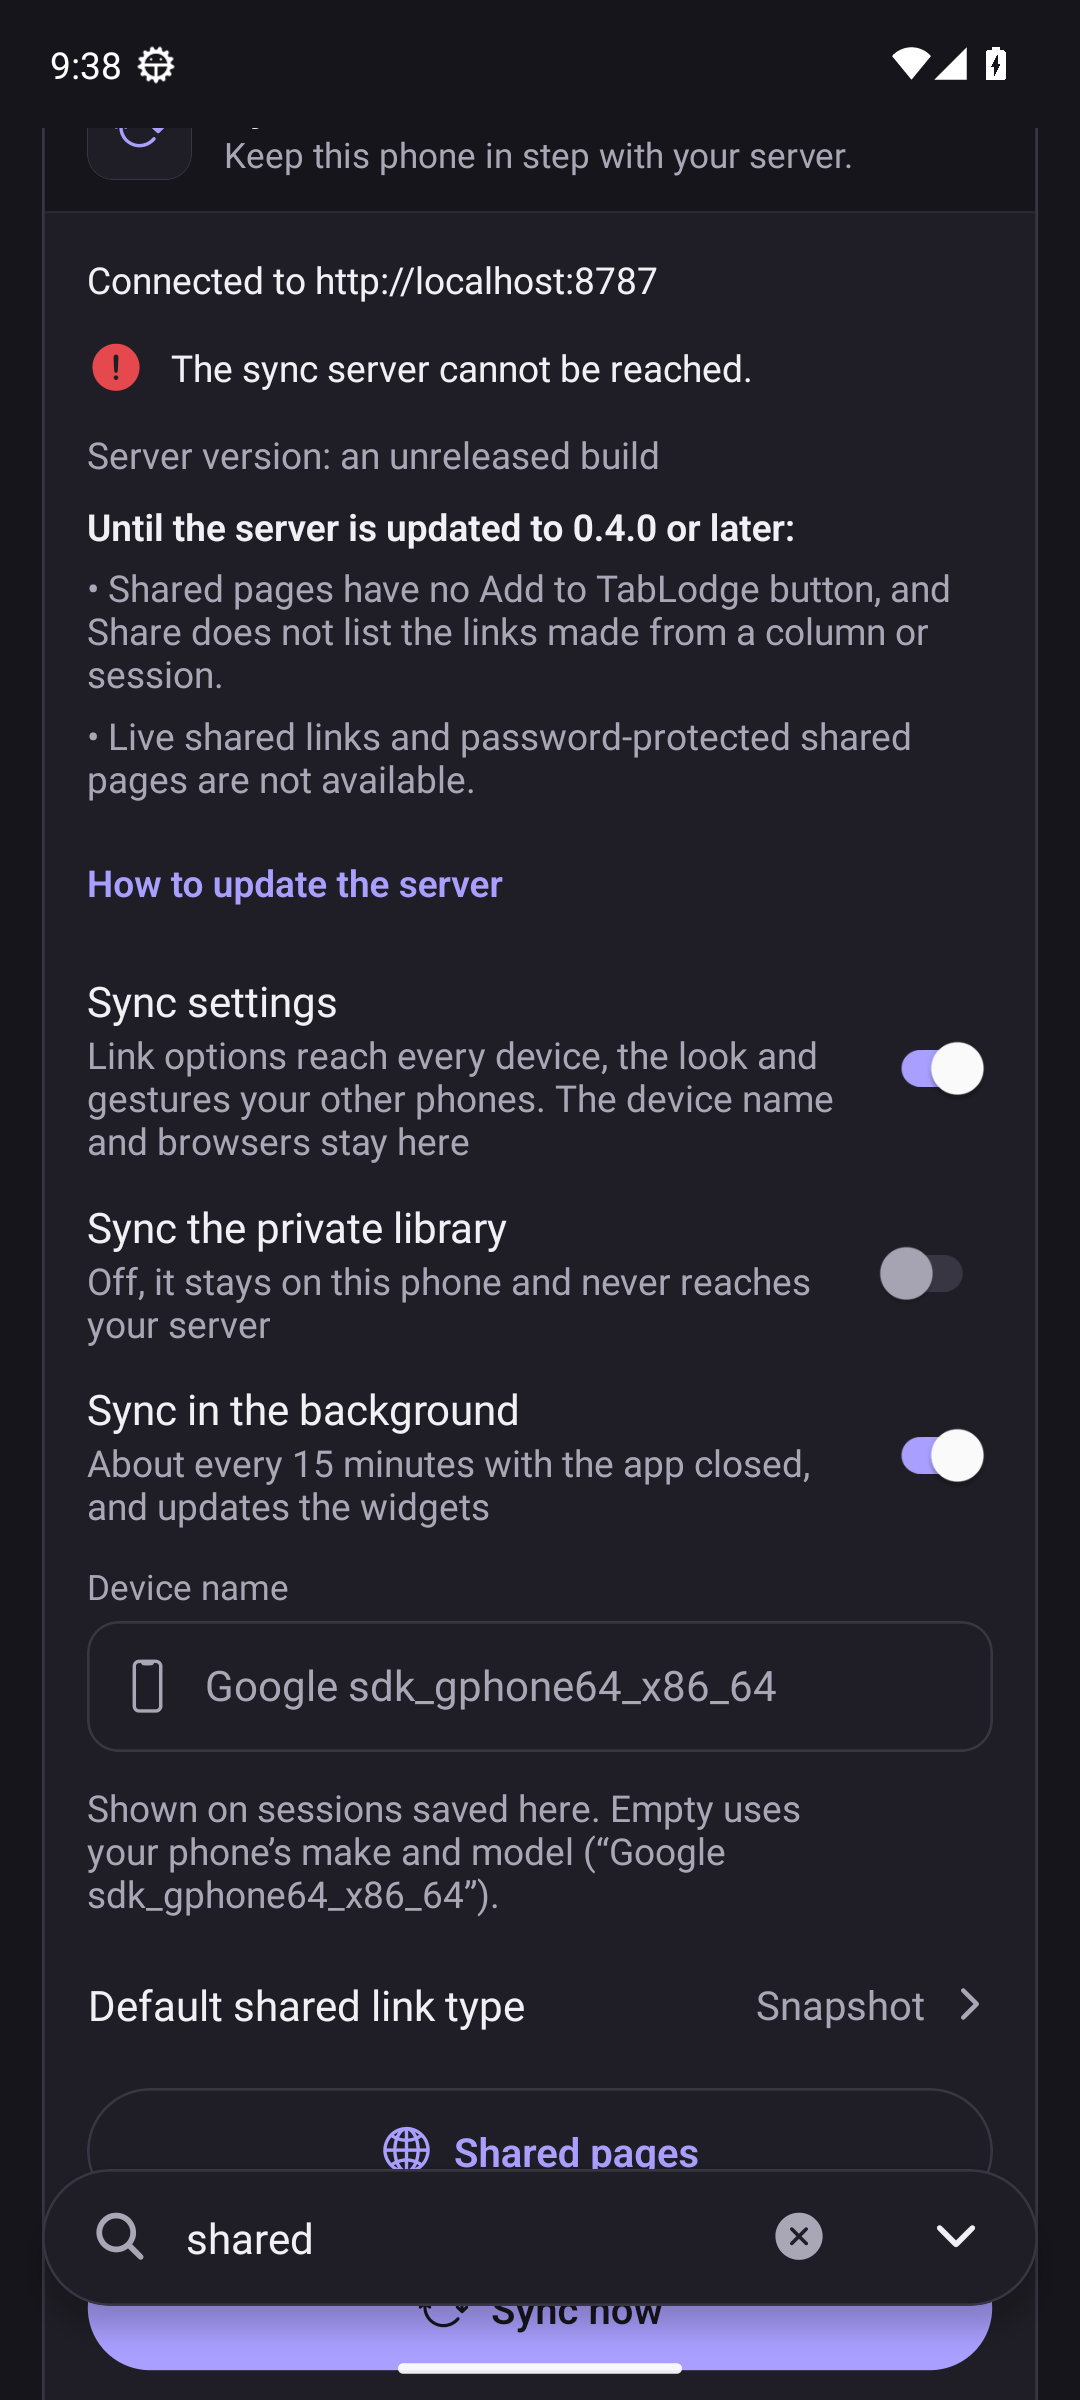 9:38
Keep this phone in step with your server.
Connected to http://localhost:8787
The sync server cannot be reached.
Server version: an unreleased build
Until the server is updated to 0.4.0 or later:
• Shared pages have no Add to TabLodge button, and
Share does not list the links made from a column or
session.
• Live shared links and password-protected shared
pages are not available.
How to update the server
Sync settings
Link options reach every device, the look and
gestures your other phones. The device name
and browsers stay here
Sync the private library
Off, it stays on this phone and never reaches
your server
Sync in the background
About every 15 minutes with the app closed,
and updates the widgets
Device name
Google sdk_gphone64_x86_64
Shown on sessions saved here. Empty uses
your phone’s make and model (“Google
sdk_gphone64_x86_64”).
Default shared link type
Snapshot
Shared pages
shared
Sync now